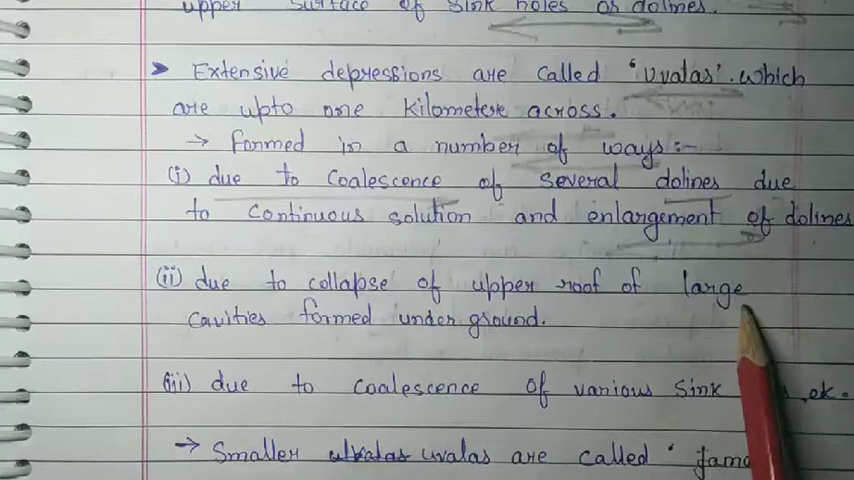 upper surface of sink holes or dolines.
➤ Extensive depressions are called 'uvalas'. which
are upto one kilometere across.
→ formed in a number of ways :-
(i) due to coalescence of several dolines due
to continuous solution and enlargement of dolines
(ii) due to collapse of upper roof of large
cavities formed under ground.
(iii) due to coalescence of various sink
→ Smaller uvalas are called '